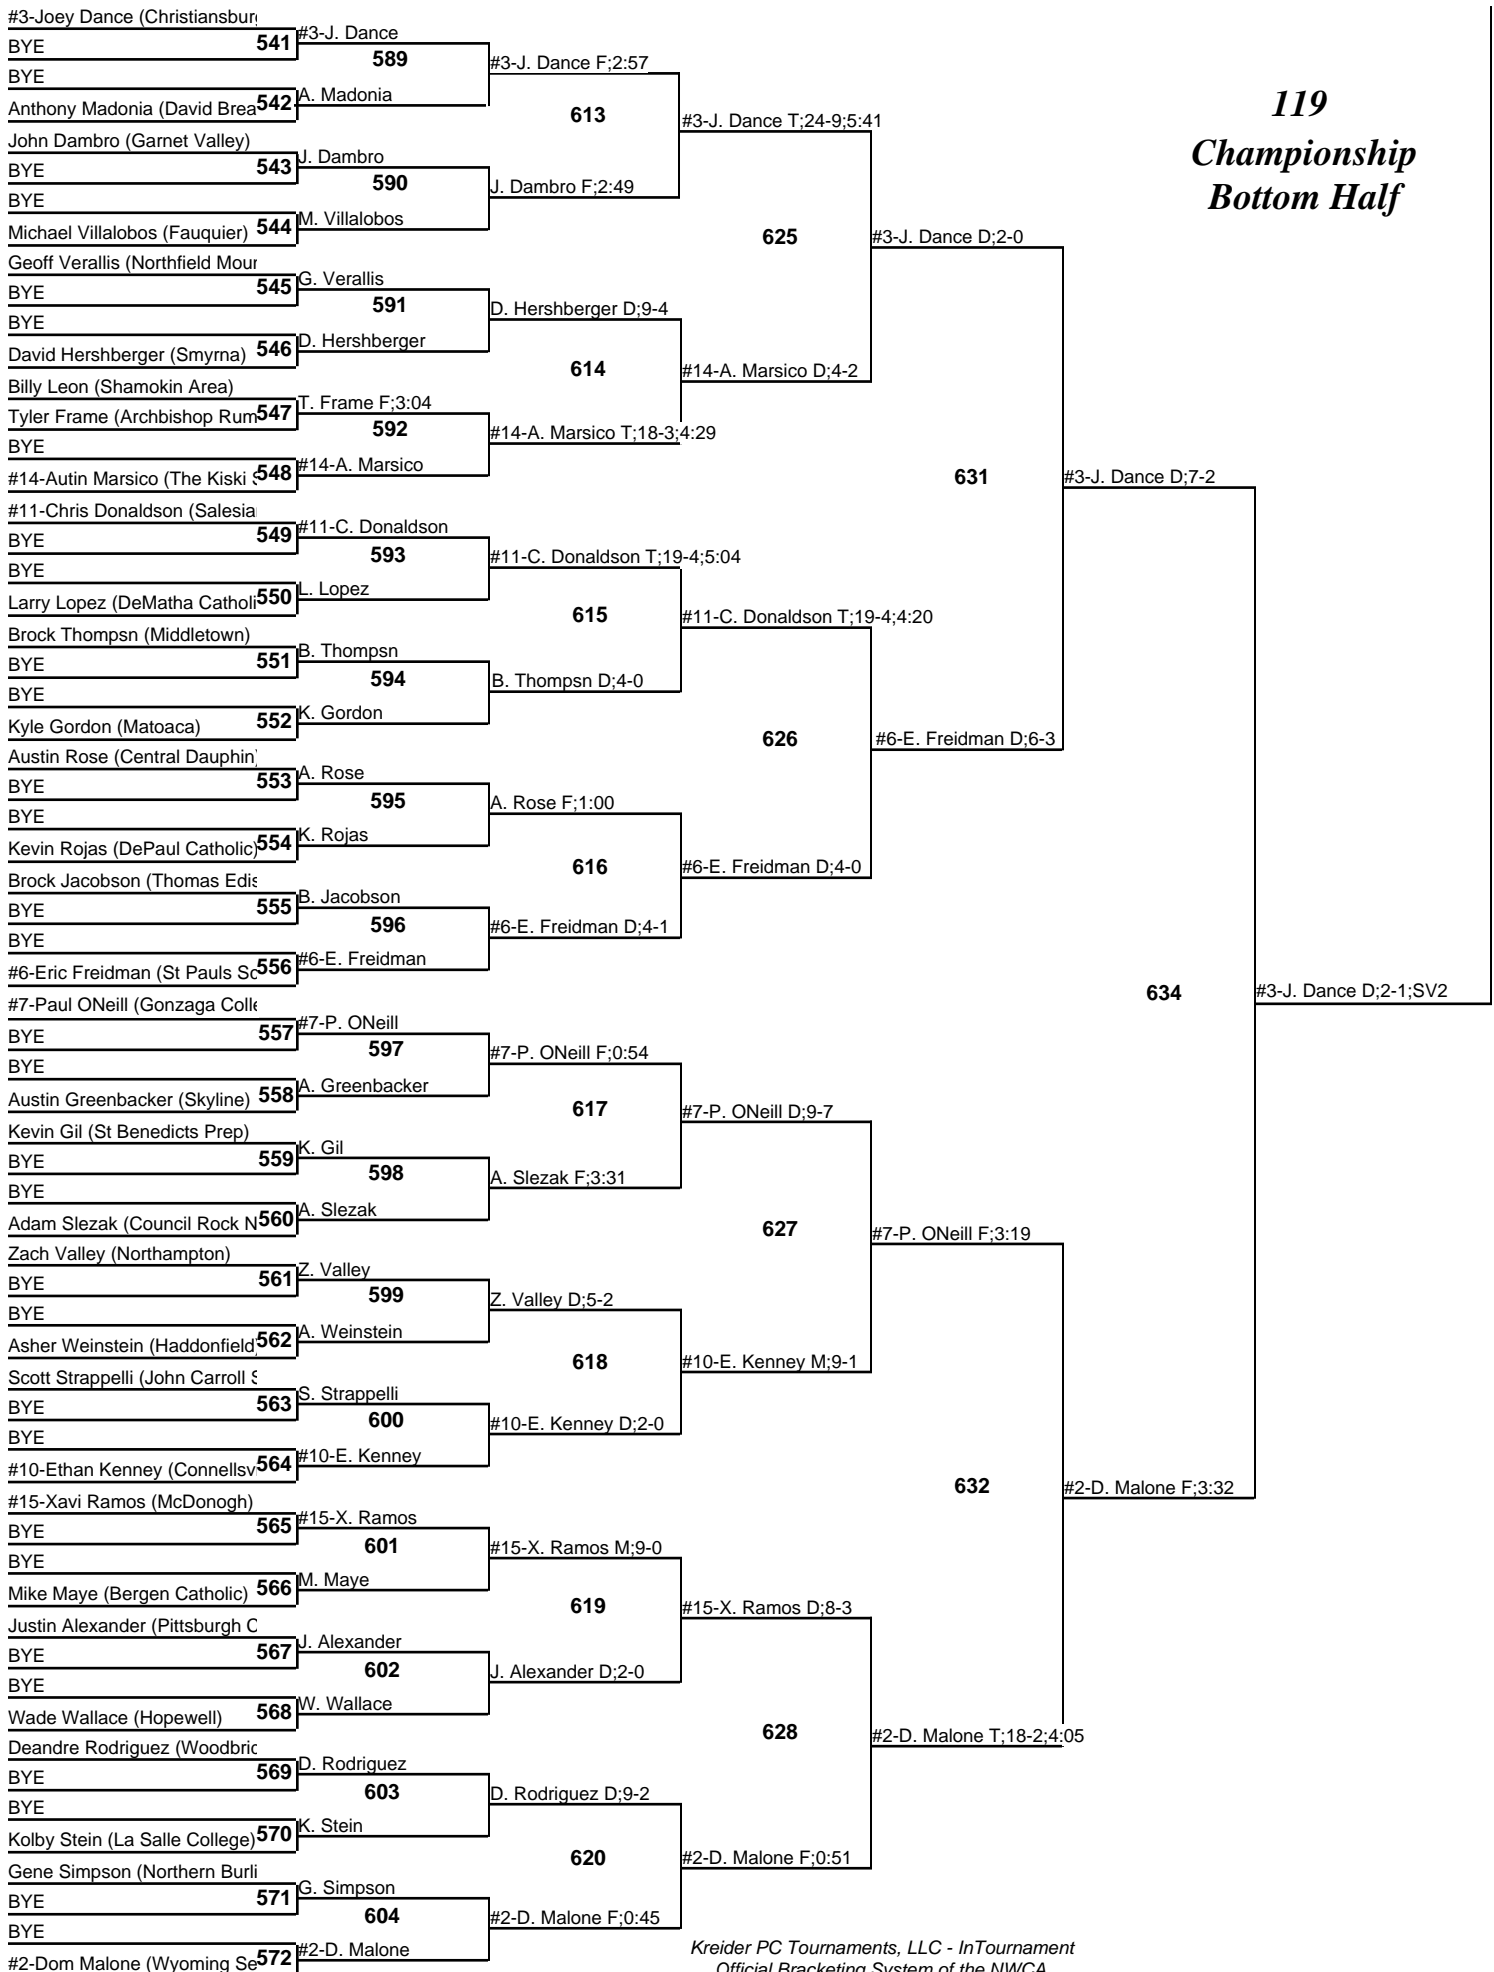 #3-Joey Dance (Christiansburg
BYE
541
BYE
Anthony Madonia (David Brea
542
John Dambro (Garnet Valley)
BYE
543
BYE
Michael Villalobos (Fauquier)
544
Geoff Verallis (Northfield Moun
BYE
545
BYE
David Hershberger (Smyrna)
546
Billy Leon (Shamokin Area)
Tyler Frame (Archbishop Rum
547
BYE
#14-Autin Marsico (The Kiski S
548
#11-Chris Donaldson (Salesia
BYE
549
BYE
Larry Lopez (DeMatha Catholi
550
Brock Thompsn (Middletown)
BYE
551
BYE
Kyle Gordon (Matoaca)
552
Austin Rose (Central Dauphin)
BYE
553
BYE
Kevin Rojas (DePaul Catholic)
554
Brock Jacobson (Thomas Edis
BYE
555
BYE
#6-Eric Freidman (St Pauls Sc
556
#7-Paul ONeill (Gonzaga Colle
BYE
557
BYE
Austin Greenbacker (Skyline)
558
Kevin Gil (St Benedicts Prep)
BYE
559
BYE
Adam Slezak (Council Rock N
560
Zach Valley (Northampton)
BYE
561
BYE
Asher Weinstein (Haddonfield)
562
Scott Strappelli (John Carroll S
BYE
563
BYE
#10-Ethan Kenney (Connellsvi
564
#15-Xavi Ramos (McDonogh)
BYE
565
BYE
Mike Maye (Bergen Catholic)
566
Justin Alexander (Pittsburgh C
BYE
567
BYE
Wade Wallace (Hopewell)
568
Deandre Rodriguez (Woodbric
BYE
569
BYE
Kolby Stein (La Salle College)
570
Gene Simpson (Northern Burli
BYE
571
BYE
#2-Dom Malone (Wyoming Se
572
#3-J. Dance
589
A. Madonia
J. Dambro
590
M. Villalobos
G. Verallis
591
D. Hershberger
T. Frame F;3:04
592
#14-A. Marsico
#11-C. Donaldson
593
L. Lopez
B. Thompsn
594
K. Gordon
A. Rose
595
K. Rojas
B. Jacobson
596
#6-E. Freidman
#7-P. ONeill
597
A. Greenbacker
K. Gil
598
A. Slezak
Z. Valley
599
A. Weinstein
S. Strappelli
600
#10-E. Kenney
#15-X. Ramos
601
M. Maye
J. Alexander
602
W. Wallace
D. Rodriguez
603
K. Stein
G. Simpson
604
#2-D. Malone
#3-J. Dance F;2:57
613
J. Dambro F;2:49
D. Hershberger D;9-4
614
#14-A. Marsico T;18-3;4:29
#11-C. Donaldson T;19-4;5:04
615
B. Thompsn D;4-0
A. Rose F;1:00
616
#6-E. Freidman D;4-1
#7-P. ONeill F;0:54
617
A. Slezak F;3:31
Z. Valley D;5-2
618
#10-E. Kenney D;2-0
#15-X. Ramos M;9-0
619
J. Alexander D;2-0
D. Rodriguez D;9-2
620
#2-D. Malone F;0:45
#3-J. Dance T;24-9;5:41
625
#14-A. Marsico D;4-2
#11-C. Donaldson T;19-4;4:20
626
#6-E. Freidman D;4-0
#7-P. ONeill D;9-7
627
#10-E. Kenney M;9-1
#15-X. Ramos D;8-3
628
#2-D. Malone F;0:51
#3-J. Dance D;2-0
631
#6-E. Freidman D;6-3
#7-P. ONeill F;3:19
632
#2-D. Malone T;18-2;4:05
#3-J. Dance D;7-2
634
#2-D. Malone F;3:32
#3-J. Dance D;2-1;SV2
119
Championship
Bottom Half
Kreider PC Tournaments, LLC - InTournament
Official Bracketing System of the NWCA